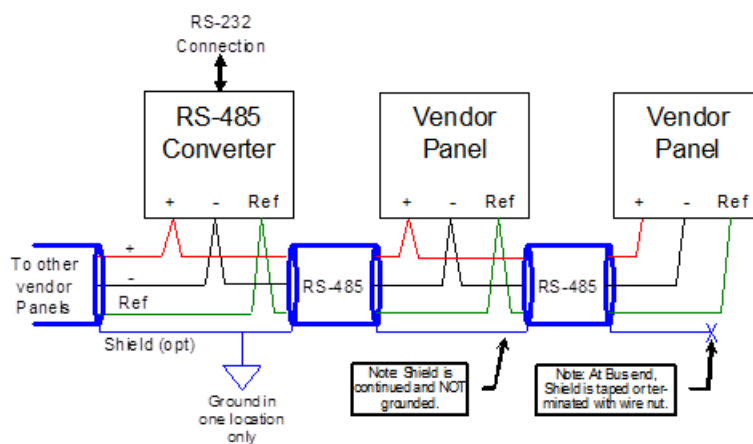 RS-232
Connection
RS-485
Converter
+ - Ref
Vendor
Panel
+ - Ref
Vendor
Panel
+ - Ref
To other
vendor
Panels
+
-
Ref
RS-485
RS-485
Shield (opt)
Ground in
one location
only
Note: Shield is
continued and NOT
grounded.
Note: At Bus end,
Shield is taped or ter-
minated with wire nut.